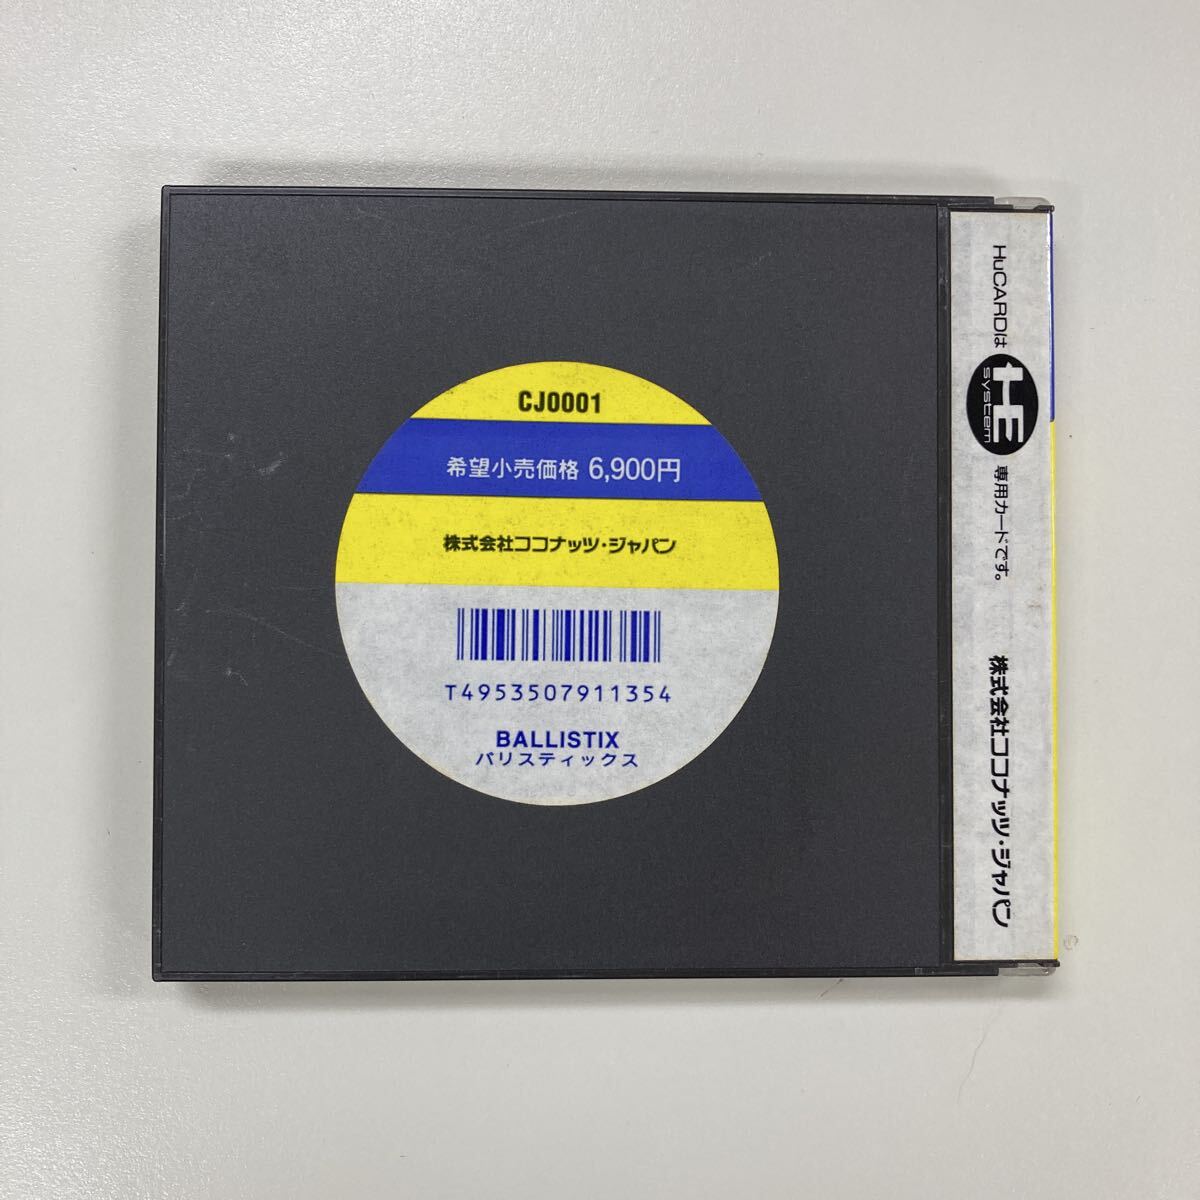 CJ0001
希望小売価格 6,900円
株式会社ココナッツ・ジャパン
T4953507911354
BALLISTIX
バリスティックス
HuCARDは
HE
system
専用カードです。
株式会社ココナッツ・ジャパン